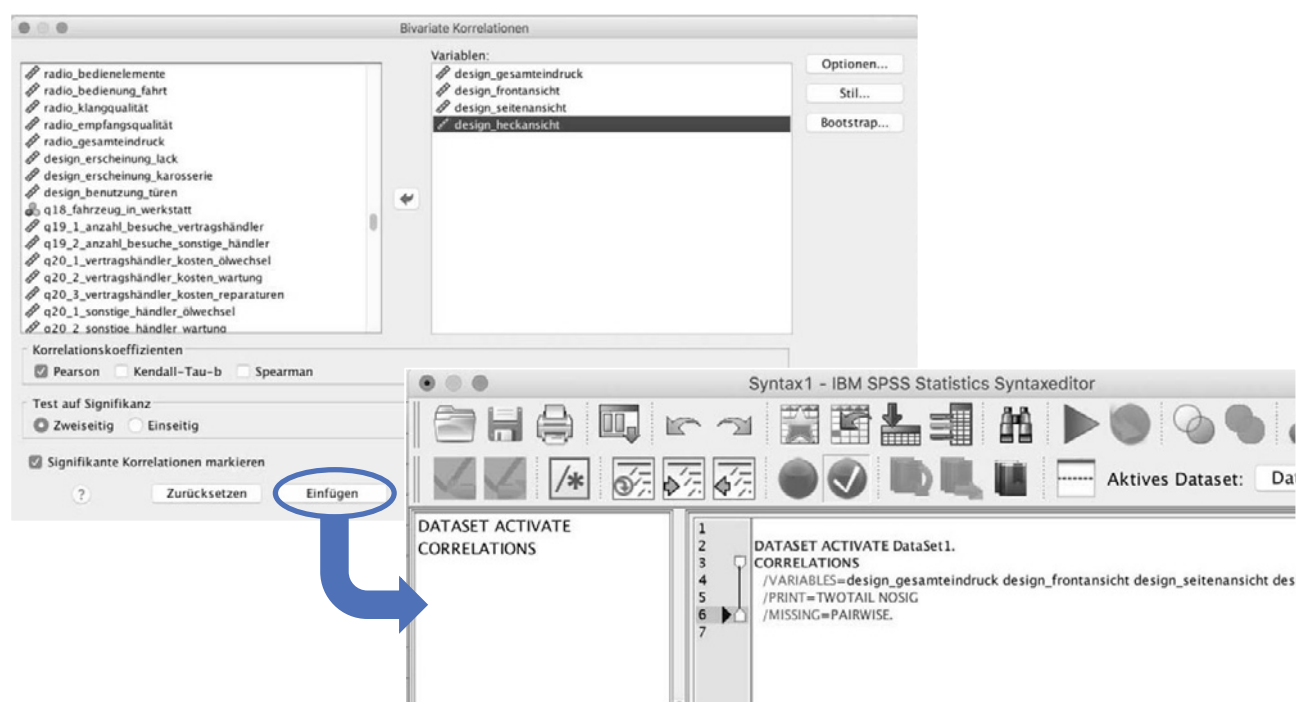 Bivariate Korrelationen
radio_bedienelemente
radio_bedienung_fahrt
radio_klangqualität
radio_empfangsqualität
radio_gesamteindruck
design_erscheinung_lack
design_erscheinung_karosserie
design_benutzung_türen
q18_fahrzeug_in_werkstatt
q19_1_anzahl_besuche_vertragshändler
q19_2_anzahl_besuche_sonstige_händler
q20_1_vertragshändler_kosten_ölwechsel
q20_2_vertragshändler_kosten_wartung
q20_3_vertragshändler_kosten_reparaturen
q20_1_sonstige_händler_ölwechsel
q20_2_sonstige_händler_wartung
Variablen:
design_gesamteindruck
design_frontansicht
design_seitenansicht
design_heckansicht
Optionen...
Stil...
Bootstrap...
Korrelationskoeffizienten
Pearson Kendall-Tau-b Spearman
Test auf Signifikanz
Zweiseitig Einseitig
Signifikante Korrelationen markieren
? Zurücksetzen Einfügen
Syntax1 - IBM SPSS Statistics Syntaxeditor
/*
Aktives Dataset: Da
DATASET ACTIVATE
CORRELATIONS
1
2 DATASET ACTIVATE DataSet1.
3 CORRELATIONS
4 /VARIABLES=design_gesamteindruck design_frontansicht design_seitenansicht des
5 /PRINT=TWOTAIL NOSIG
6 /MISSING=PAIRWISE.
7